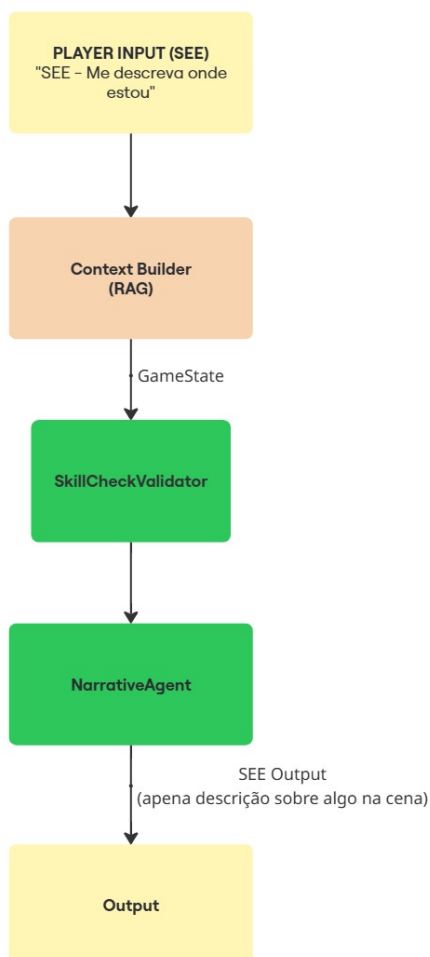 PLAYER INPUT (SEE)
"SEE - Me descreva onde
estou"
Context Builder
(RAG)
GameState
SkillCheckValidator
NarrativeAgent
SEE Output
(apena descrição sobre algo na cena)
Output